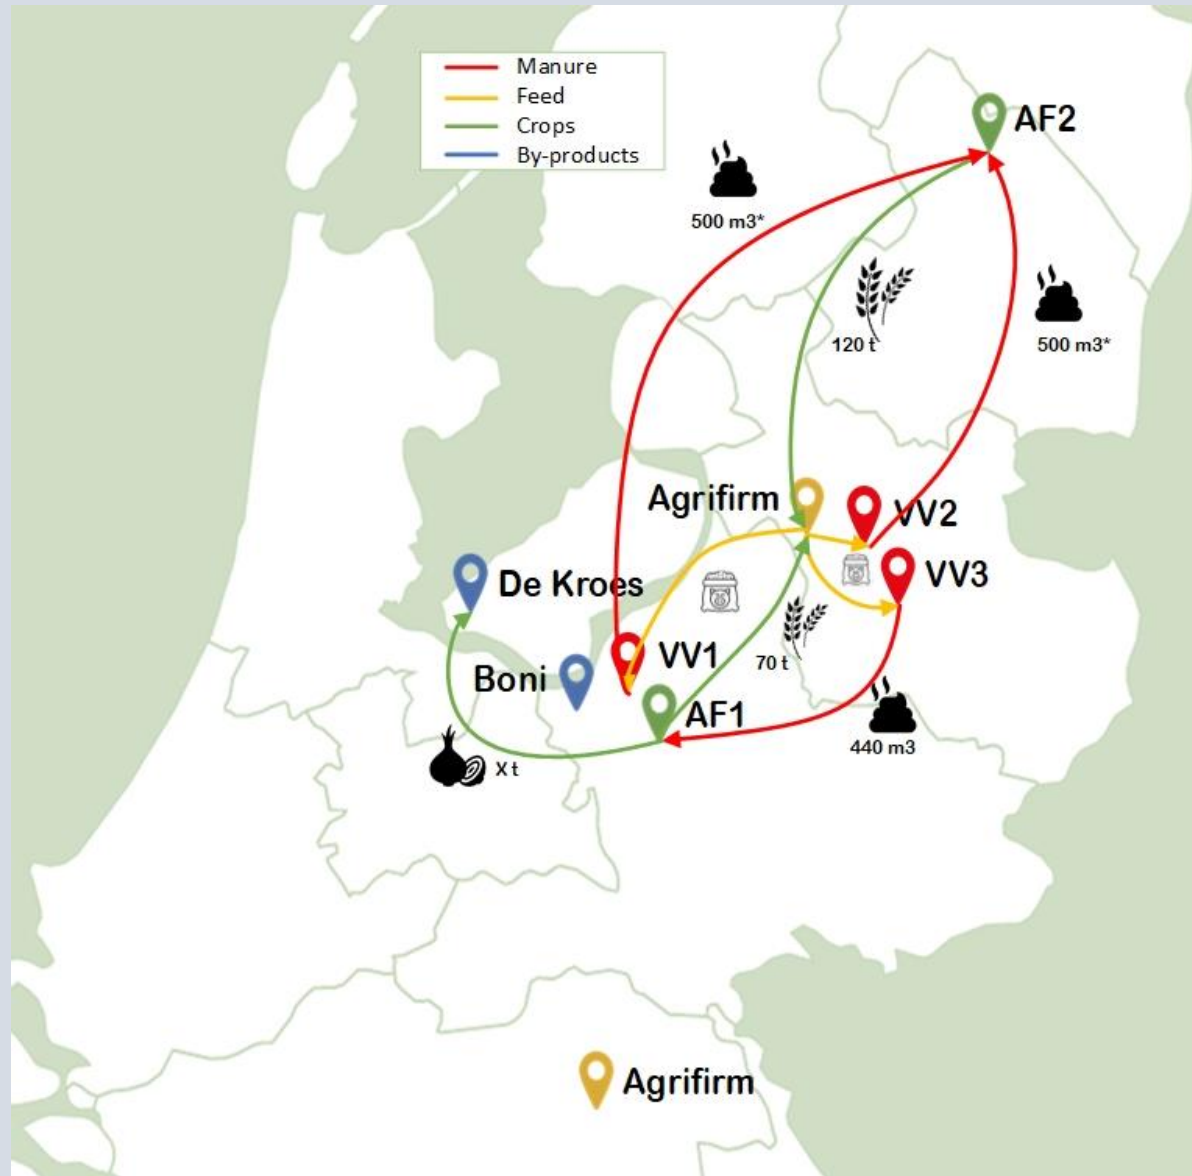 Manure
Feed
Crops
By-products
AF2
500 m3*
120 t
500 m3*
Agrifirm
VV2
VV3
De Kroes
VV1
Boni
70 t
AF1
440 m3
X t
Agrifirm